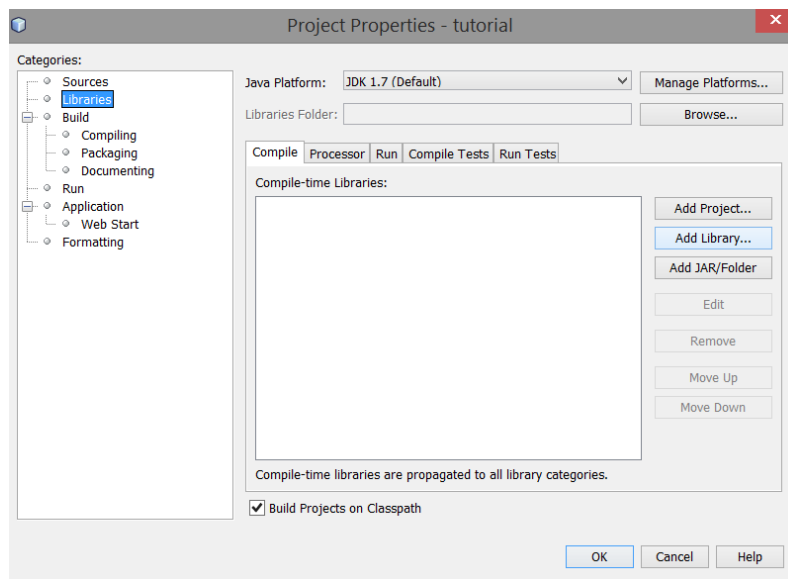 Project Properties - tutorial
Categories:
Sources
Libraries
Build
Compiling
Packaging
Documenting
Run
Application
Web Start
Formatting
Java Platform: JDK 1.7 (Default) Manage Platforms...
Libraries Folder: Browse...
Compile Processor Run Compile Tests Run Tests
Compile-time Libraries:
Add Project...
Add Library...
Add JAR/Folder
Edit
Remove
Move Up
Move Down
Compile-time libraries are propagated to all library categories.
Build Projects on Classpath
OK Cancel Help